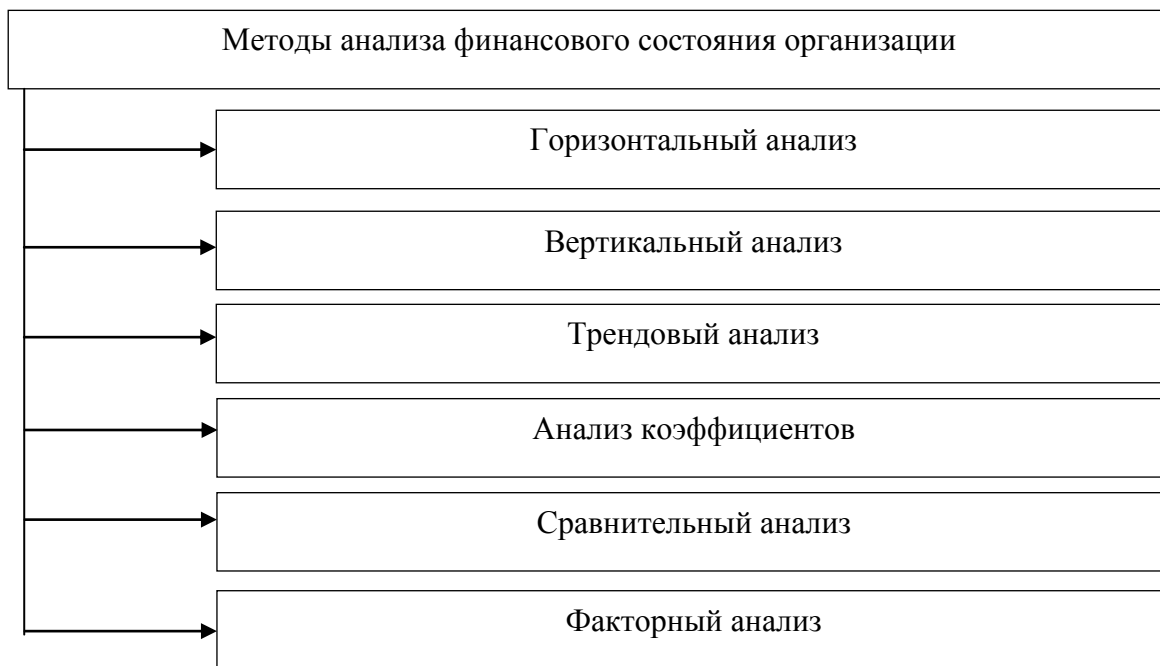 Методы анализа финансового состояния организации
Горизонтальный анализ
Вертикальный анализ
Трендовый анализ
Анализ коэффициентов
Сравнительный анализ
Факторный анализ